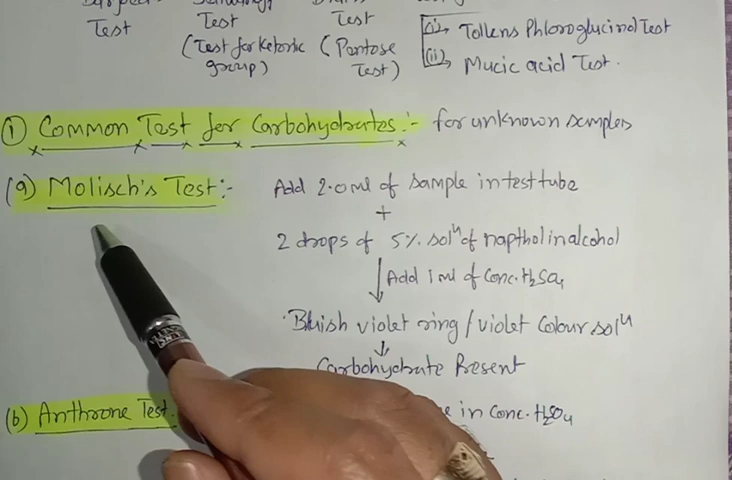 Test Test Test (i) Tollens Phloroglucinol Test
(Test for Ketonic group) (Pentose Test) (ii) Mucic acid Test.
① Common Test for Carbohydrates:- for unknown samples
(a) Molisch's Test:- Add 2.0 ml of sample in test tube
+
2 drops of 5% solⁿ of napthol in alcohol
Add 1 ml of Conc. H₂SO₄
Bluish violet ring / violet Colour solⁿ
Carbohydrate Present
(b) Anthrone Test. in Conc. H₂SO₄